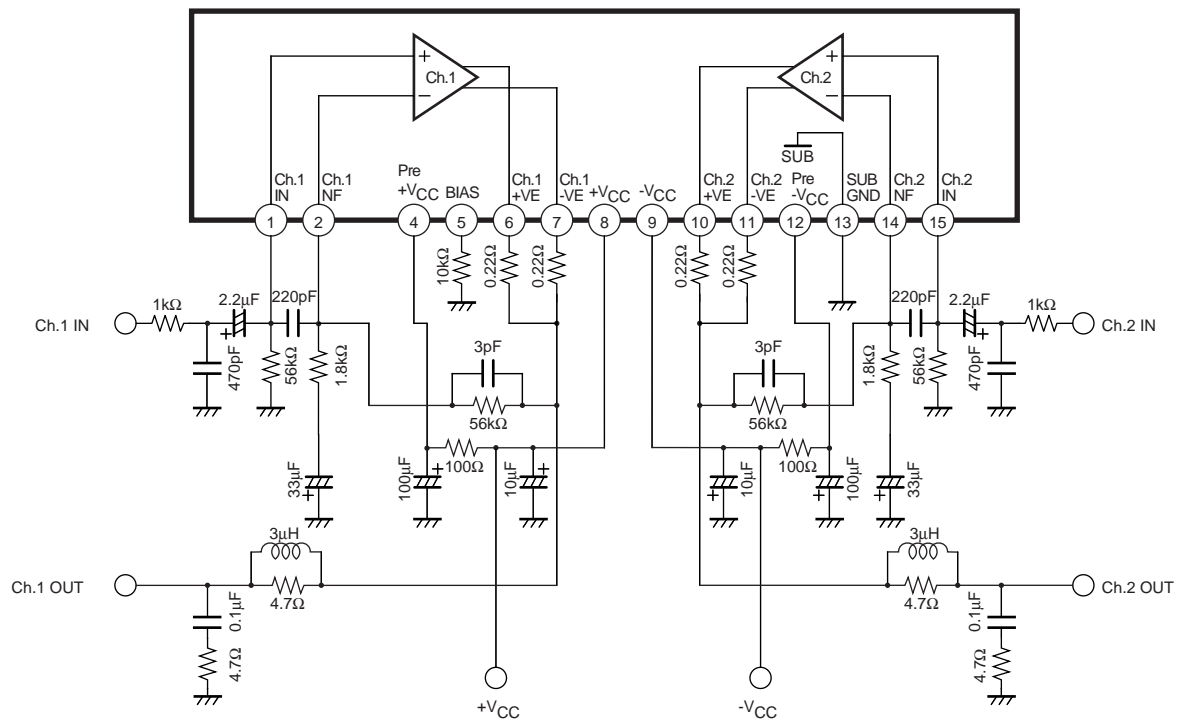 +
Ch.1
−
+
Ch.2
−
SUB
Ch.1 IN
Ch.1 NF
Pre +VCC
BIAS
Ch.1 +VE
Ch.1 -VE
+VCC
-VCC
Ch.2 +VE
Ch.2 -VE
Pre -VCC
SUB GND
Ch.2 NF
Ch.2 IN
1
2
4
5
6
7
8
9
10
11
12
13
14
15
10kΩ
0.22Ω
0.22Ω
0.22Ω
0.22Ω
Ch.1 IN
1kΩ
2.2μF
+
220pF
470pF
56kΩ
1.8kΩ
3pF
56kΩ
3pF
56kΩ
220pF
2.2μF
+
1kΩ
Ch.2 IN
1.8kΩ
56kΩ
470pF
33μF
+
100μF
+
100Ω
10μF
+
10μF
+
100Ω
100μF
+
33μF
+
Ch.1 OUT
3μH
4.7Ω
0.1μF
4.7Ω
3μH
4.7Ω
0.1μF
4.7Ω
Ch.2 OUT
+VCC
-VCC